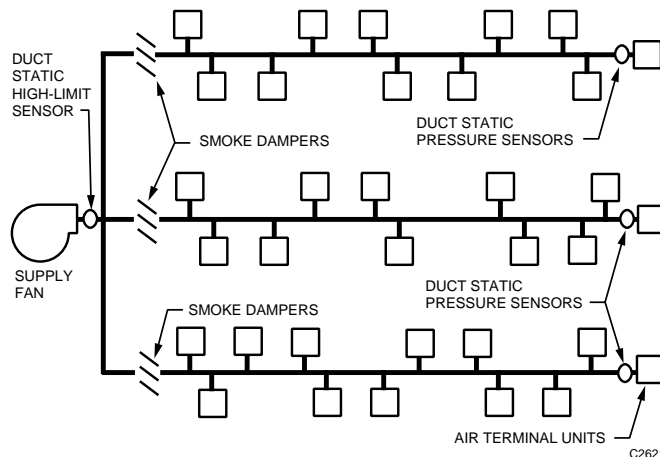 DUCT
STATIC
HIGH-LIMIT
SENSOR
SMOKE DAMPERS
DUCT STATIC
PRESSURE SENSORS
SUPPLY
FAN
DUCT STATIC
PRESSURE SENSORS
SMOKE DAMPERS
AIR TERMINAL UNITS
C262